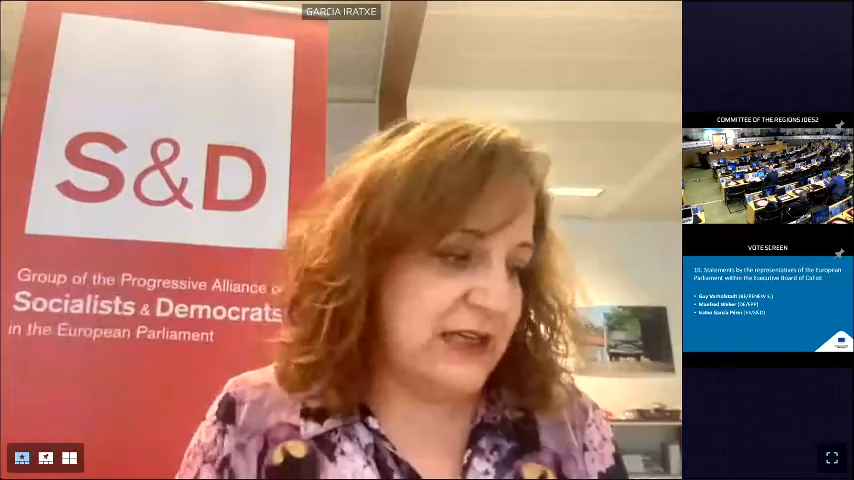 GARCIA IRATXE
S&D
Group of the Progressive Alliance o
Socialists & Democrats
in the European Parliament
COMMITTEE OF THE REGIONS JDE52
VOTE SCREEN
10. Statements by the representatives of the European
Parliament within the Executive Board of CoFoE
• Guy Verhofstadt (BE/RENEW E.)
• Manfred Weber (DE/EPP)
• Iratxe García Pérez (ES/S&D)